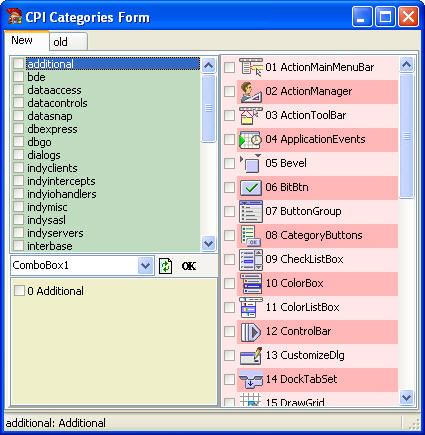 CPI Categories Form
New old
additional
bde
dataaccess
datacontrols
datasnap
dbexpress
dbgo
dialogs
indyclients
indyintercepts
indyiohandlers
indymisc
indysasl
indyservers
interbase
ComboBox1 OK
0 Additional
01 ActionMainMenuBar
02 ActionManager
03 ActionToolBar
04 ApplicationEvents
05 Bevel
06 BitBtn
07 ButtonGroup
08 CategoryButtons
09 CheckListBox
10 ColorBox
11 ColorListBox
12 ControlBar
13 CustomizeDlg
14 DockTabSet
15 DrawGrid
additional: Additional